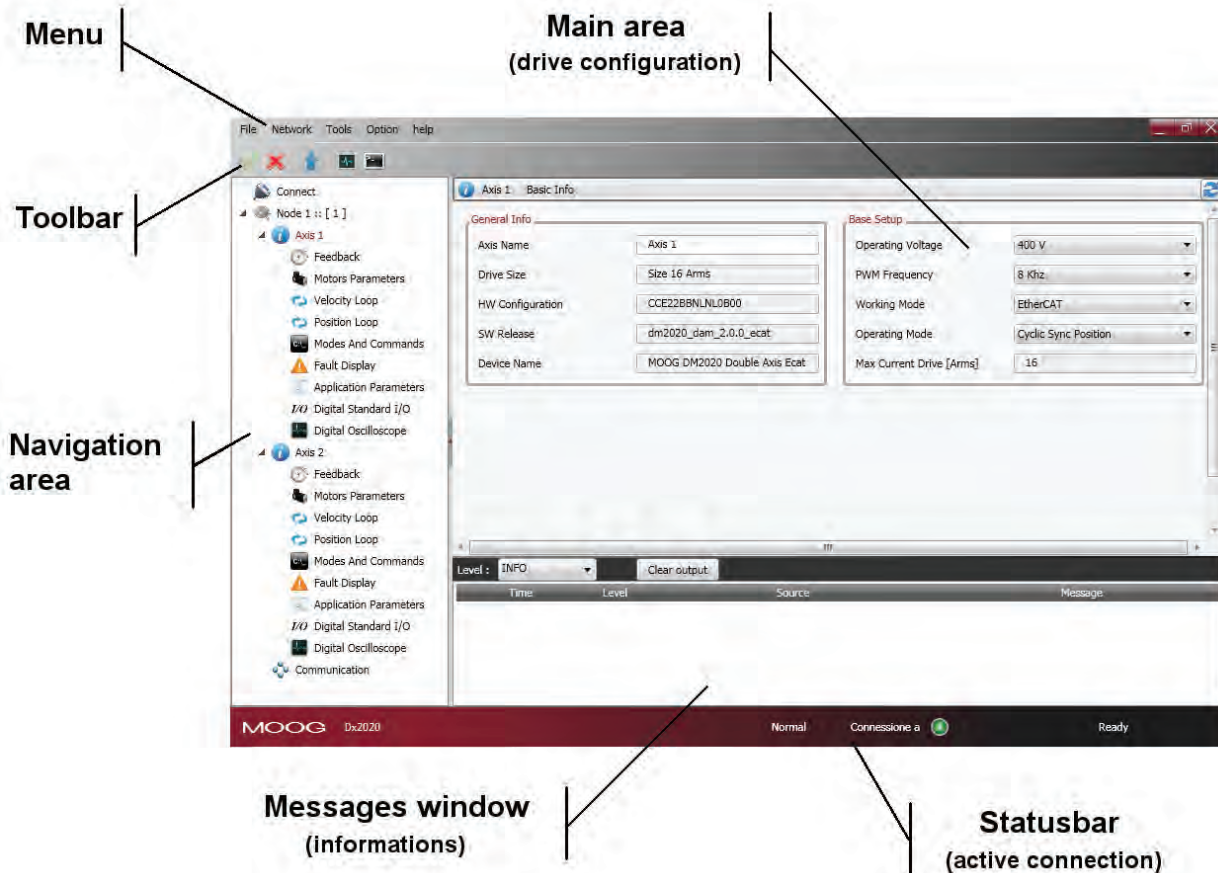 Menu
Main area
(drive configuration)
File Network Tools Option help
Toolbar
Connect
Node 1 :: [ 1 ]
Axis 1
Feedback
Motors Parameters
Velocity Loop
Position Loop
Modes And Commands
Fault Display
Application Parameters
I/O Digital Standard I/O
Digital Oscilloscope
Navigation
area
Axis 2
Feedback
Motors Parameters
Velocity Loop
Position Loop
Modes And Commands
Fault Display
Application Parameters
I/O Digital Standard I/O
Digital Oscilloscope
Communication
Axis 1 Basic Info
General Info
Axis Name Axis 1
Drive Size Size 16 Arms
HW Configuration CCE22BBNLNL0B00
SW Release dm2020_dam_2.0.0_ecat
Device Name MOOG DM2020 Double Axis Ecat
Base Setup
Operating Voltage 400 V
PWM Frequency 8 Khz
Working Mode EtherCAT
Operating Mode Cyclic Sync Position
Max Current Drive [Arms] 16
Level : INFO Clear output
Time Level Source Message
MOOG Dx2020 Normal Connessione a Ready
Messages window
(informations)
Statusbar
(active connection)